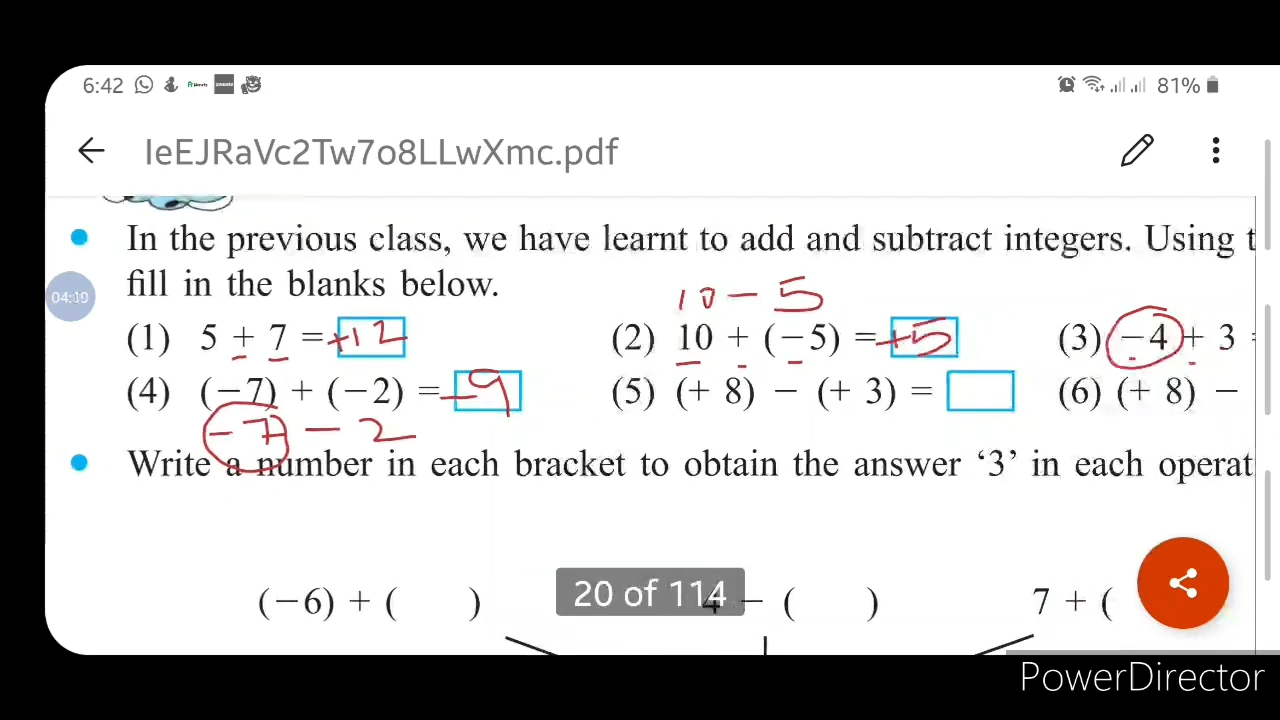 6:42 81%
IeEJRaVc2Tw7o8LLwXmc.pdf
In the previous class, we have learnt to add and subtract integers. Using t
04:19
fill in the blanks below.
10 - 5
(1) 5 + 7 = +12 (2) 10 + (−5) = +5 (3) −4 + 3 =
(4) (−7) + (−2) = -9 (5) (+ 8) − (+ 3) = (6) (+ 8) −
-7 - 2
Write a number in each bracket to obtain the answer ‘3’ in each operat
(−6) + ( ) 4 − ( ) 7 + (
20 of 114
PowerDirector